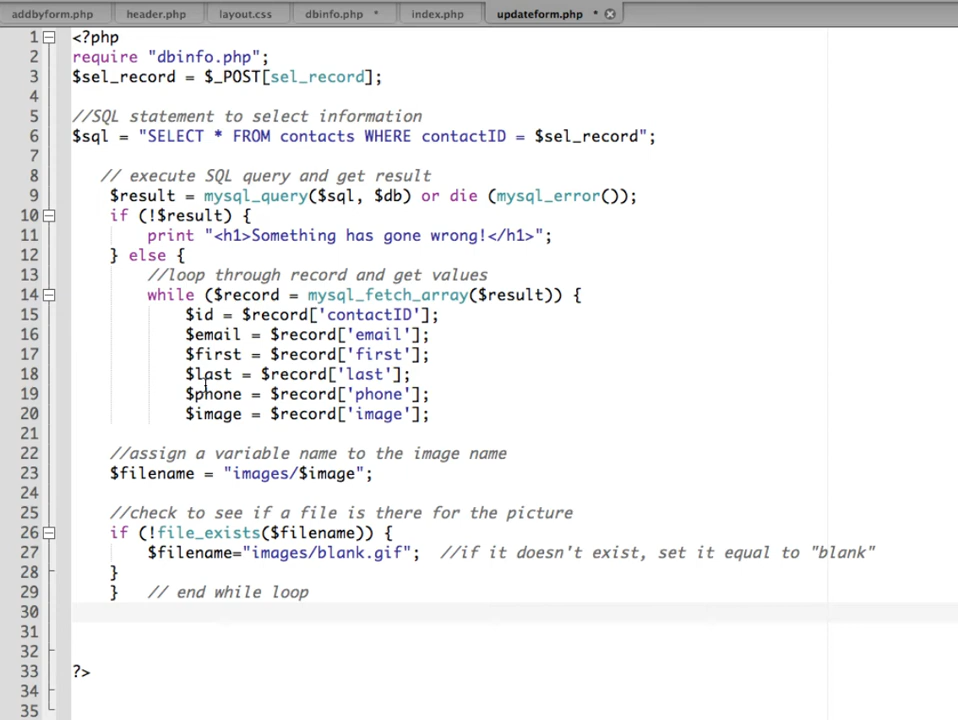 addbyform.php header.php layout.css dbinfo.php * index.php updateform.php *
1 <?php
2 require "dbinfo.php";
3 $sel_record = $_POST[sel_record];
4
5 //SQL statement to select information
6 $sql = "SELECT * FROM contacts WHERE contactID = $sel_record";
7
8 // execute SQL query and get result
9 $result = mysql_query($sql, $db) or die (mysql_error());
10 if (!$result) {
11 print "<h1>Something has gone wrong!</h1>";
12 } else {
13 //loop through record and get values
14 while ($record = mysql_fetch_array($result)) {
15 $id = $record['contactID'];
16 $email = $record['email'];
17 $first = $record['first'];
18 $last = $record['last'];
19 $phone = $record['phone'];
20 $image = $record['image'];
21
22 //assign a variable name to the image name
23 $filename = "images/$image";
24
25 //check to see if a file is there for the picture
26 if (!file_exists($filename)) {
27 $filename="images/blank.gif"; //if it doesn't exist, set it equal to "blank"
28 }
29 } // end while loop
30
31
32
33 ?>
34
35